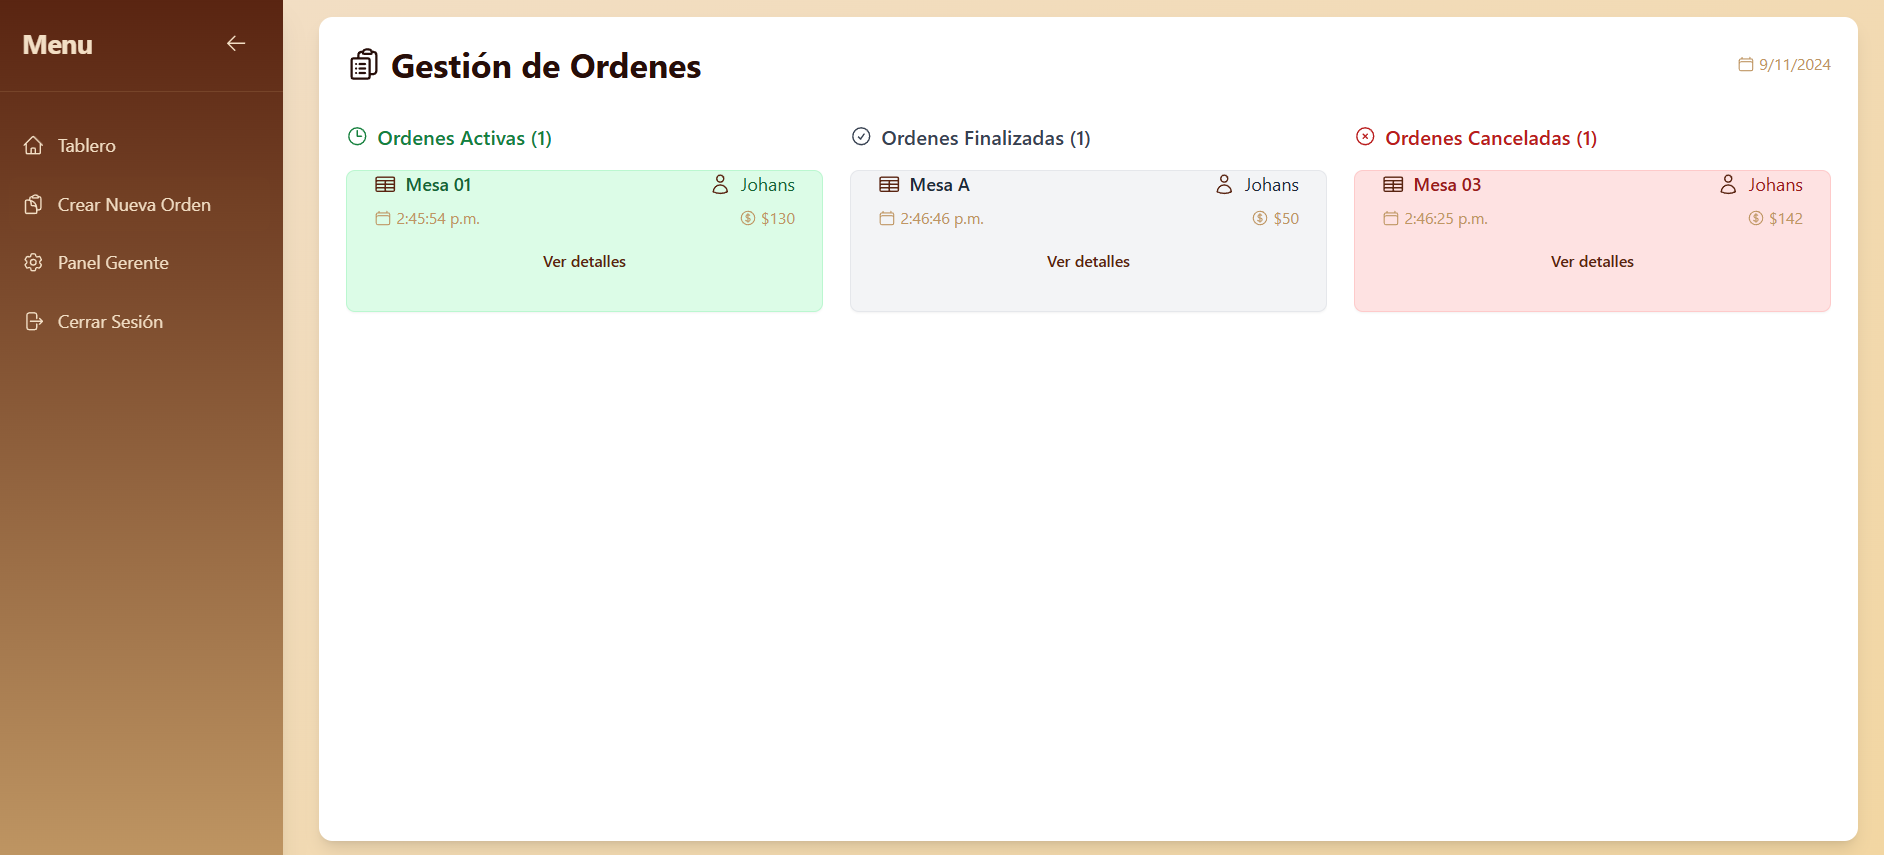 Menu
Tablero
Crear Nueva Orden
Panel Gerente
Cerrar Sesión
Gestión de Ordenes
9/11/2024
Ordenes Activas (1)
Mesa 01
Johans
2:45:54 p.m.
$130
Ver detalles
Ordenes Finalizadas (1)
Mesa A
Johans
2:46:46 p.m.
$50
Ver detalles
Ordenes Canceladas (1)
Mesa 03
Johans
2:46:25 p.m.
$142
Ver detalles